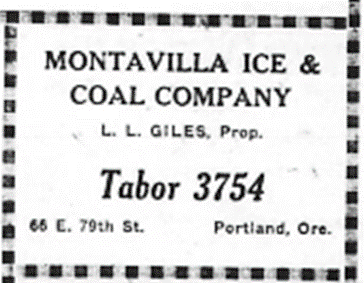 MONTAVILLA ICE &
COAL COMPANY
L. L. GILES, Prop.
Tabor 3754
66 E. 79th St. Portland, Ore.